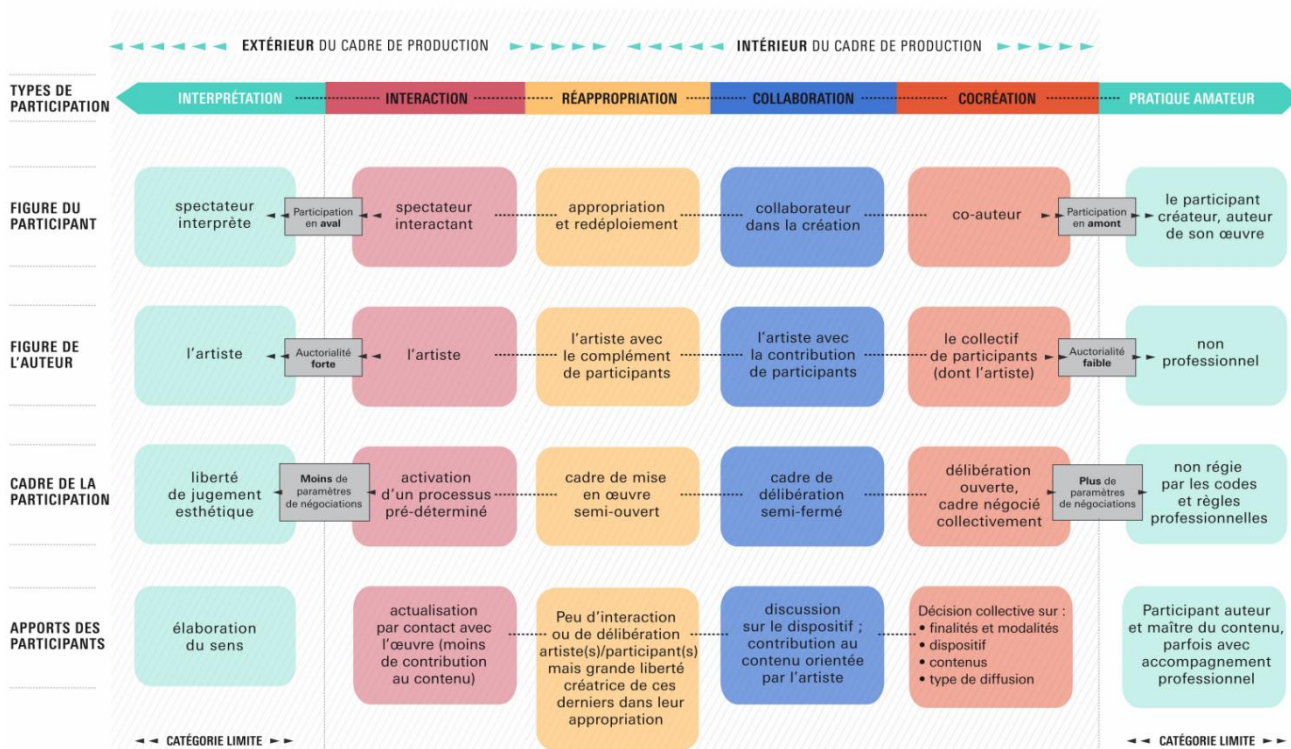 EXTÉRIEUR DU CADRE DE PRODUCTION
INTÉRIEUR DU CADRE DE PRODUCTION
TYPES DE
PARTICIPATION
INTERPRÉTATION
INTERACTION
RÉAPPROPRIATION
COLLABORATION
COCRÉATION
PRATIQUE AMATEUR
FIGURE DU
PARTICIPANT
spectateur
interprète
Participation
en aval
spectateur
interactant
appropriation
et redéploiement
collaborateur
dans la création
co-auteur
Participation
en amont
le participant
créateur, auteur
de son œuvre
FIGURE DE
L'AUTEUR
l'artiste
Auctorialité
forte
l'artiste
l'artiste avec
le complément
de participants
l'artiste avec
la contribution
de participants
le collectif
de participants
(dont l'artiste)
Auctorialité
faible
non
professionnel
CADRE DE LA
PARTICIPATION
liberté
de jugement
esthétique
Moins de
paramètres
de négociations
activation
d'un processus
pré-déterminé
cadre de mise
en œuvre
semi-ouvert
cadre de
délibération
semi-fermé
délibération
ouverte,
cadre négocié
collectivement
Plus de
paramètres
de négociations
non régie
par les codes
et règles
professionnelles
APPORTS DES
PARTICIPANTS
élaboration
du sens
actualisation
par contact avec
l'œuvre (moins
de contribution
au contenu)
Peu d'interaction
ou de délibération
artiste(s)/participant(s)
mais grande liberté
créatrice de ces
derniers dans leur
appropriation
discussion
sur le dispositif ;
contribution au
contenu orientée
par l'artiste
Décision collective sur :
• finalités et modalités
• dispositif
• contenus
• type de diffusion
Participant auteur
et maître du contenu,
parfois avec
accompagnement
professionnel
CATÉGORIE LIMITE
CATÉGORIE LIMITE